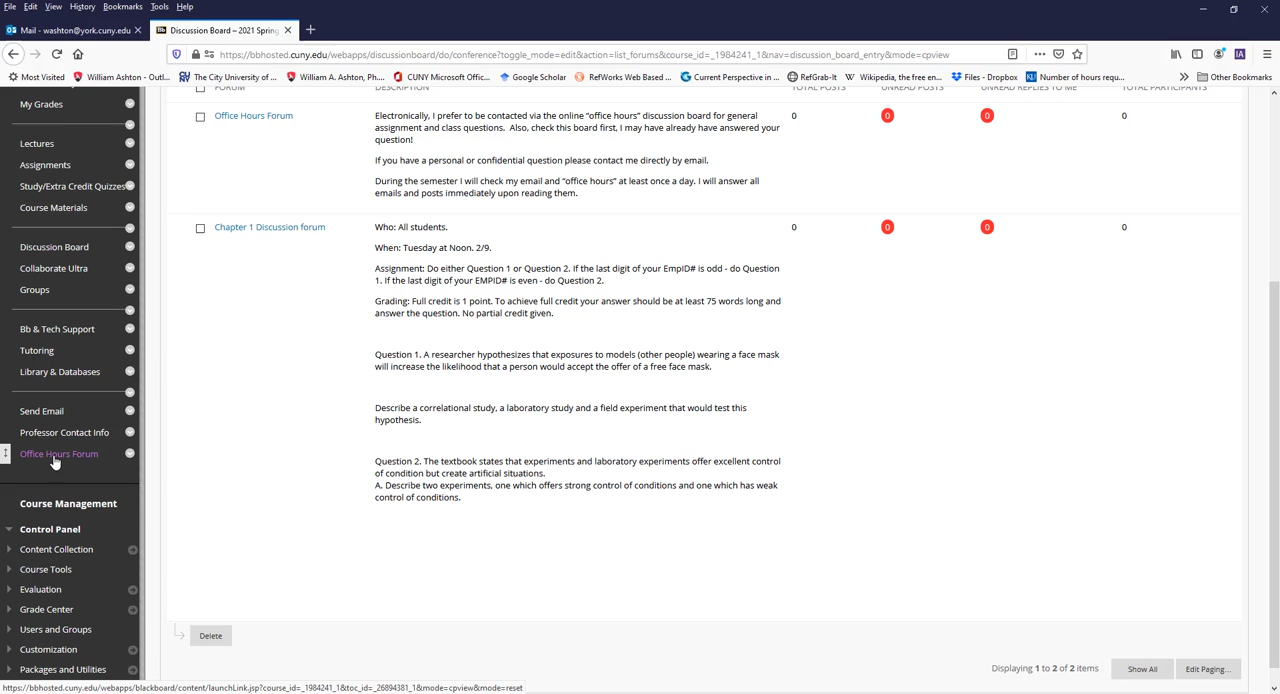 File Edit View History Bookmarks Tools Help
Mail - washton@york.cuny.edu Discussion Board – 2021 Spring
https://bbhosted.cuny.edu/webapps/discussionboard/do/conference?toggle_mode=edit&action=list_forums&course_id=_1984241_1&nav=discussion_board_entry&mode=cpview
Most Visited William Ashton - Outl... The City University of ... William A. Ashton, Ph.... CUNY Microsoft Offic... Google Scholar RefWorks Web Based ... Current Perspective in ... RefGrab-It Wikipedia, the free en... Files - Dropbox Number of hours requ... Other Bookmarks
FORUM DESCRIPTION TOTAL POSTS UNREAD POSTS UNREAD REPLIES TO ME TOTAL PARTICIPANTS
My Grades
Lectures
Assignments
Study/Extra Credit Quizzes
Course Materials
Discussion Board
Collaborate Ultra
Groups
Bb & Tech Support
Tutoring
Library & Databases
Send Email
Professor Contact Info
Office Hours Forum
Course Management
Control Panel
Content Collection
Course Tools
Evaluation
Grade Center
Users and Groups
Customization
Packages and Utilities
Office Hours Forum
Electronically, I prefer to be contacted via the online “office hours” discussion board for general
assignment and class questions. Also, check this board first, I may have already have answered your
question!
If you have a personal or confidential question please contact me directly by email.
During the semester I will check my email and “office hours” at least once a day. I will answer all
emails and posts immediately upon reading them.
0 0 0 0
Chapter 1 Discussion forum
Who: All students.
When: Tuesday at Noon. 2/9.
Assignment: Do either Question 1 or Question 2. If the last digit of your EmpID# is odd - do Question
1. If the last digit of your EMPID# is even - do Question 2.
Grading: Full credit is 1 point. To achieve full credit your answer should be at least 75 words long and
answer the question. No partial credit given.
Question 1. A researcher hypothesizes that exposures to models (other people) wearing a face mask
will increase the likelihood that a person would accept the offer of a free face mask.
Describe a correlational study, a laboratory study and a field experiment that would test this
hypothesis.
Question 2. The textbook states that experiments and laboratory experiments offer excellent control
of condition but create artificial situations.
A. Describe two experiments, one which offers strong control of conditions and one which has weak
control of conditions.
0 0 0 0
Delete
Displaying 1 to 2 of 2 items Show All Edit Paging...
https://bbhosted.cuny.edu/webapps/blackboard/content/launchLink.jsp?course_id=_1984241_1&toc_id=_26894381_1&mode=cpview&mode=reset